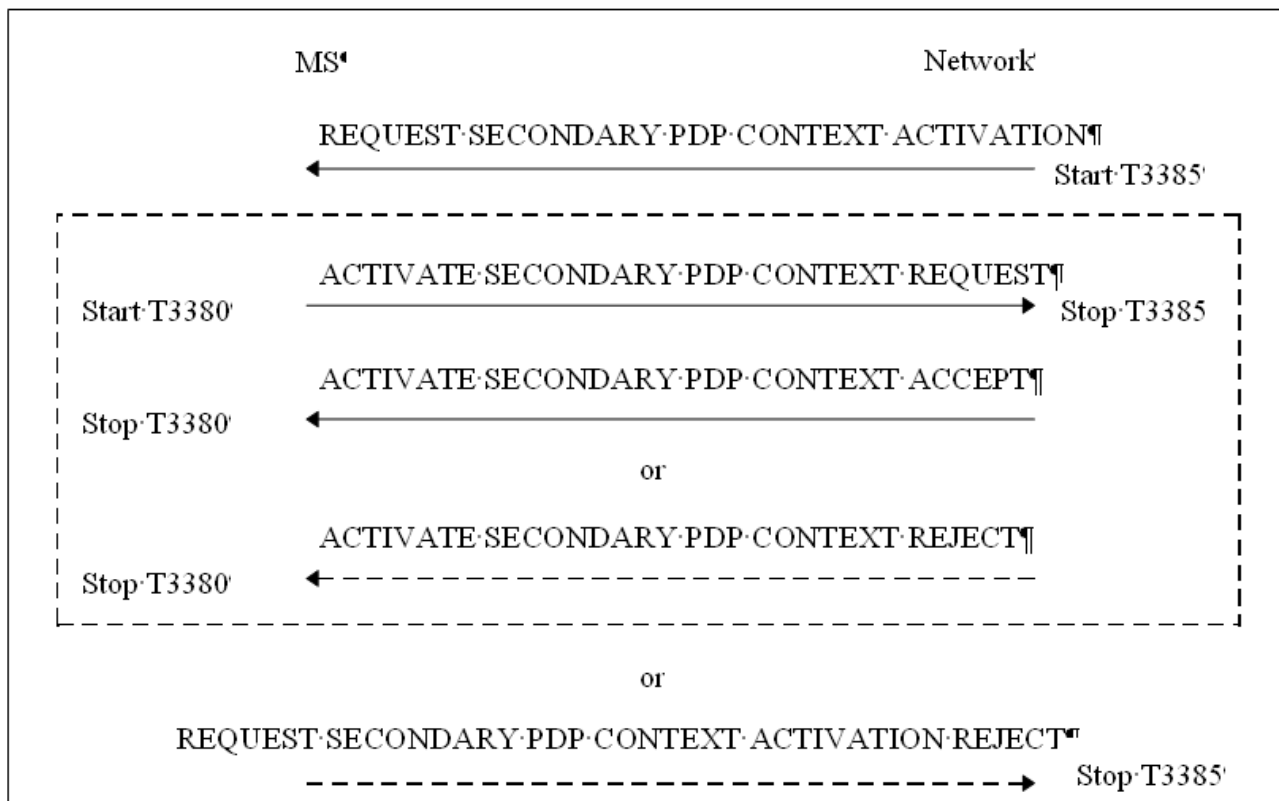 MS Network
REQUEST·SECONDARY·PDP·CONTEXT·ACTIVATION¶
Start·T3385
ACTIVATE·SECONDARY·PDP·CONTEXT·REQUEST¶
Start·T3380 Stop·T3385
ACTIVATE·SECONDARY·PDP·CONTEXT·ACCEPT¶
Stop·T3380
or
ACTIVATE·SECONDARY·PDP·CONTEXT·REJECT¶
Stop·T3380
or
REQUEST·SECONDARY·PDP·CONTEXT·ACTIVATION·REJECT¶
Stop·T3385